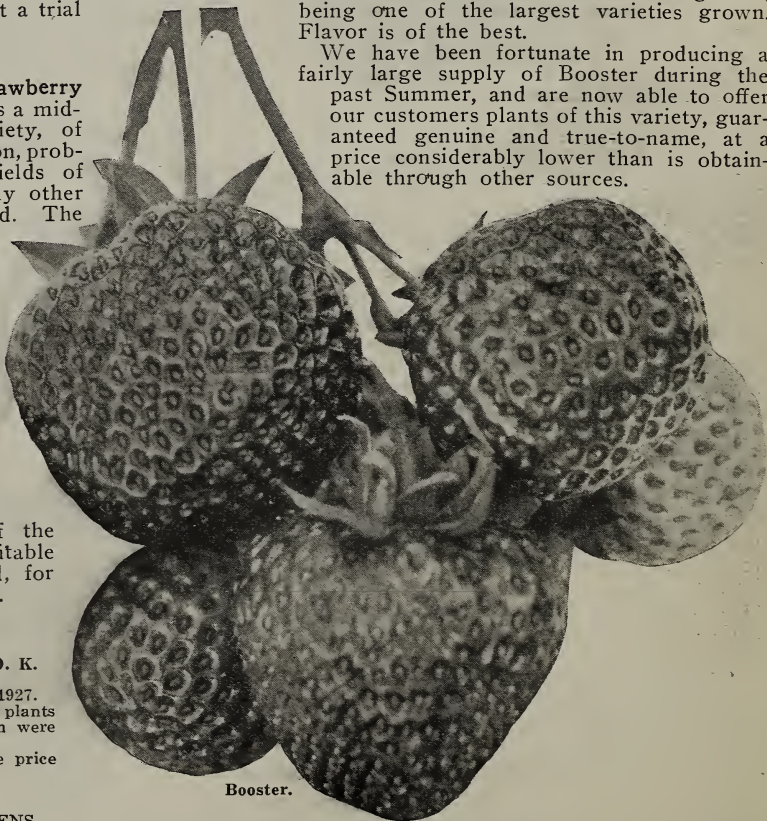 t a trial
awberry
s a mid-
iety, of
on, prob-
ields of
y other
d. The
f the
itable
l, for
.
O. K.
1927.
plants
n were
e price
ENS
being one of the largest varieties grown.
Flavor is of the best.
We have been fortunate in producing a
fairly large supply of Booster during the
past Summer, and are now able to offer
our customers plants of this variety, guar-
anteed genuine and true-to-name, at a
price considerably lower than is obtain-
able through other sources.
Booster.